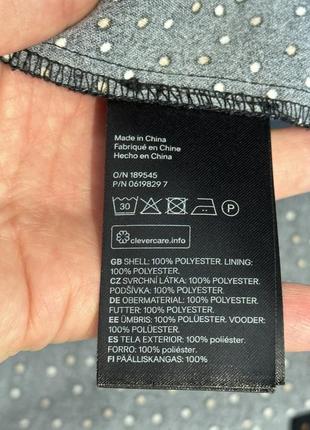 Made in China
Fabriqué en Chine
Hecho en China
O/N 189545
P/N 0619829 7
30 P
clevercare.info
GB SHELL: 100% POLYESTER. LINING:
100% POLYESTER.
CZ SVRCHNÍ LÁTKA: 100% POLYESTER.
PODŠÍVKA: 100% POLYESTER.
DE OBERMATERIAL: 100% POLYESTER.
FUTTER: 100% POLYESTER.
EE ÜMBRIS: 100% POLÜESTER. VOODER:
100% POLÜESTER.
ES TELA EXTERIOR: 100% poliéster.
FORRO: 100% poliéster.
FI PÄÄLLISKANGAS: 100%